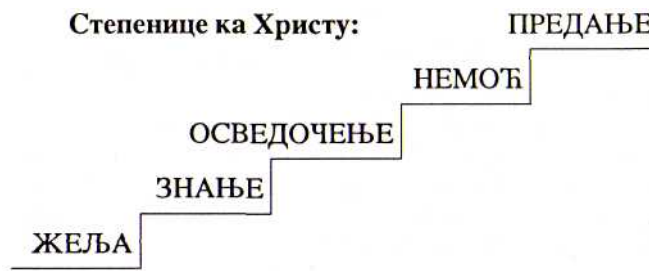 Степенице ка Христу:
ПРЕДАЊЕ
НЕМОЋ
ОСВЕДОЧЕЊЕ
ЗНАЊЕ
ЖЕЉА